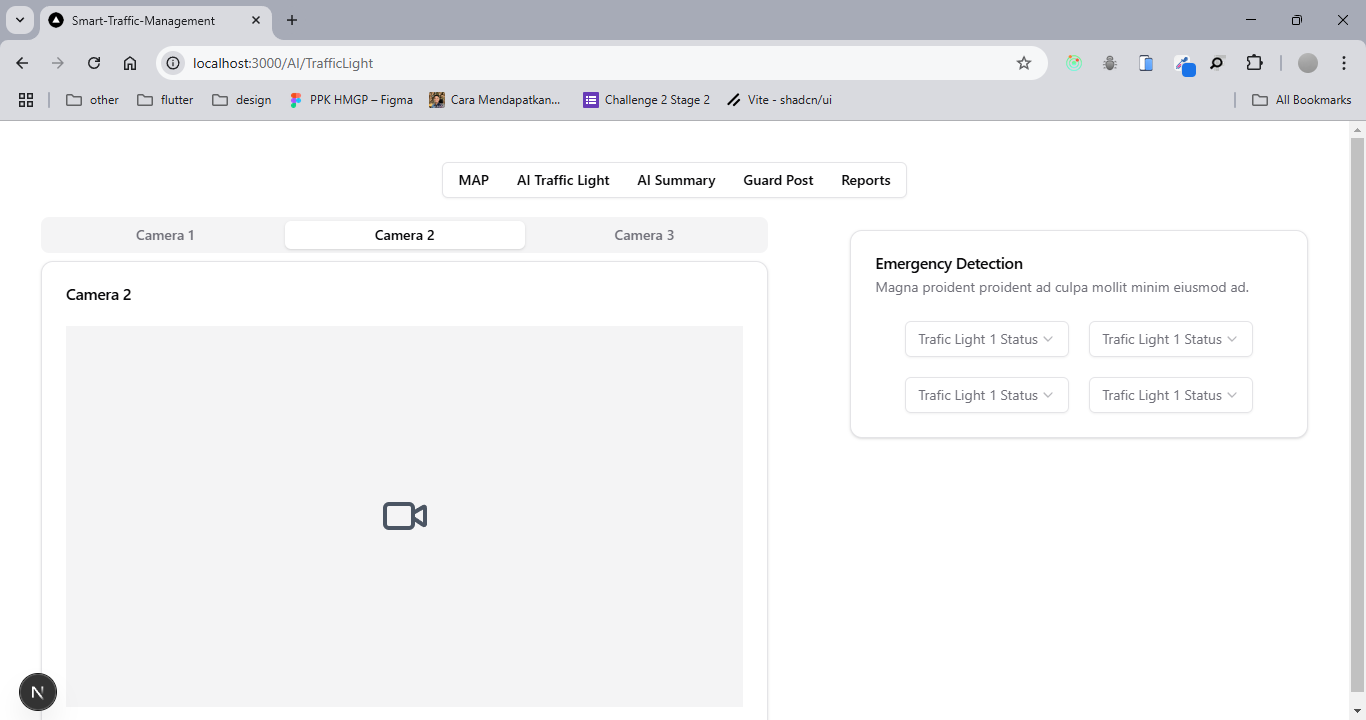 Smart-Traffic-Management
localhost:3000/AI/TrafficLight
other flutter design PPK HMGP – Figma Cara Mendapatkan... Challenge 2 Stage 2 Vite - shadcn/ui All Bookmarks
MAP AI Traffic Light AI Summary Guard Post Reports
Camera 1 Camera 2 Camera 3
Camera 2
Emergency Detection
Magna proident proident ad culpa mollit minim eiusmod ad.
Trafic Light 1 Status Trafic Light 1 Status
Trafic Light 1 Status Trafic Light 1 Status
N